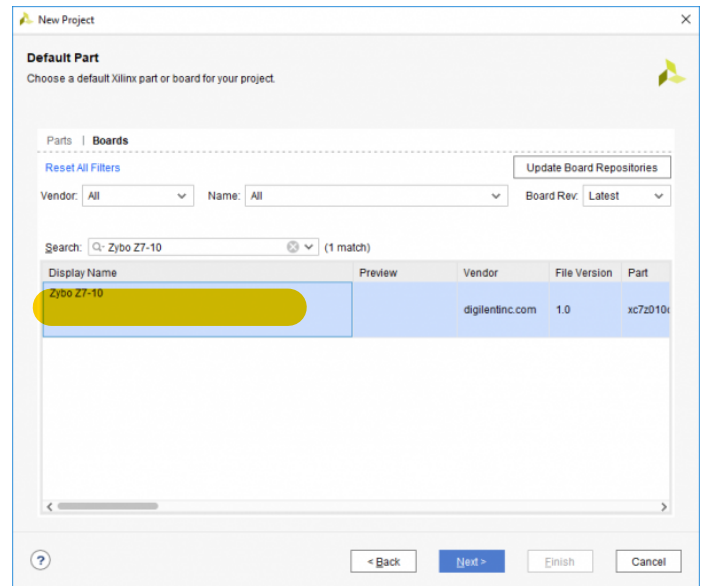 New Project
Default Part
Choose a default Xilinx part or board for your project.
Parts | Boards
Reset All Filters
Update Board Repositories
Vendor: All Name: All Board Rev: Latest
Search: Zybo Z7-10 (1 match)
Display Name Preview Vendor File Version Part
Zybo Z7-10
digilentinc.com 1.0 xc7z010
? < Back Next > Finish Cancel